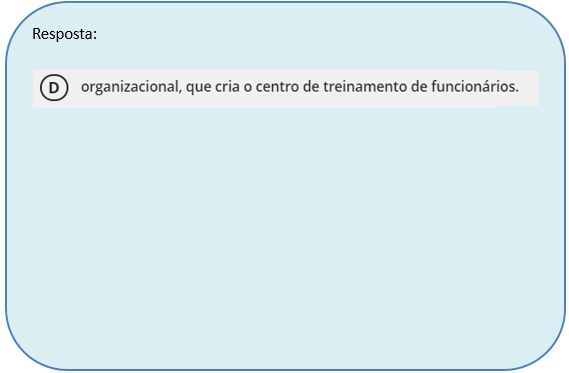 Resposta:
D organizacional, que cria o centro de treinamento de funcionários.